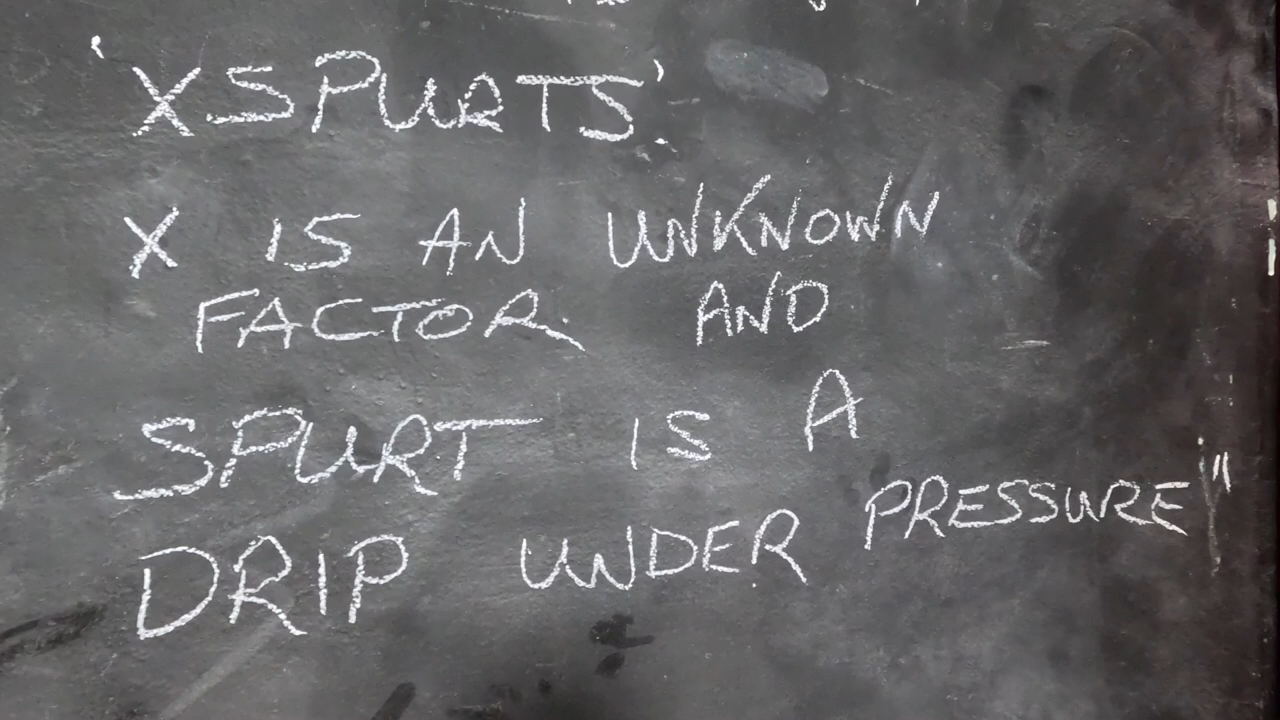 'XSPURTS'.
X IS AN UNKNOWN
FACTOR AND
SPURT IS A
DRIP UNDER PRESSURE"